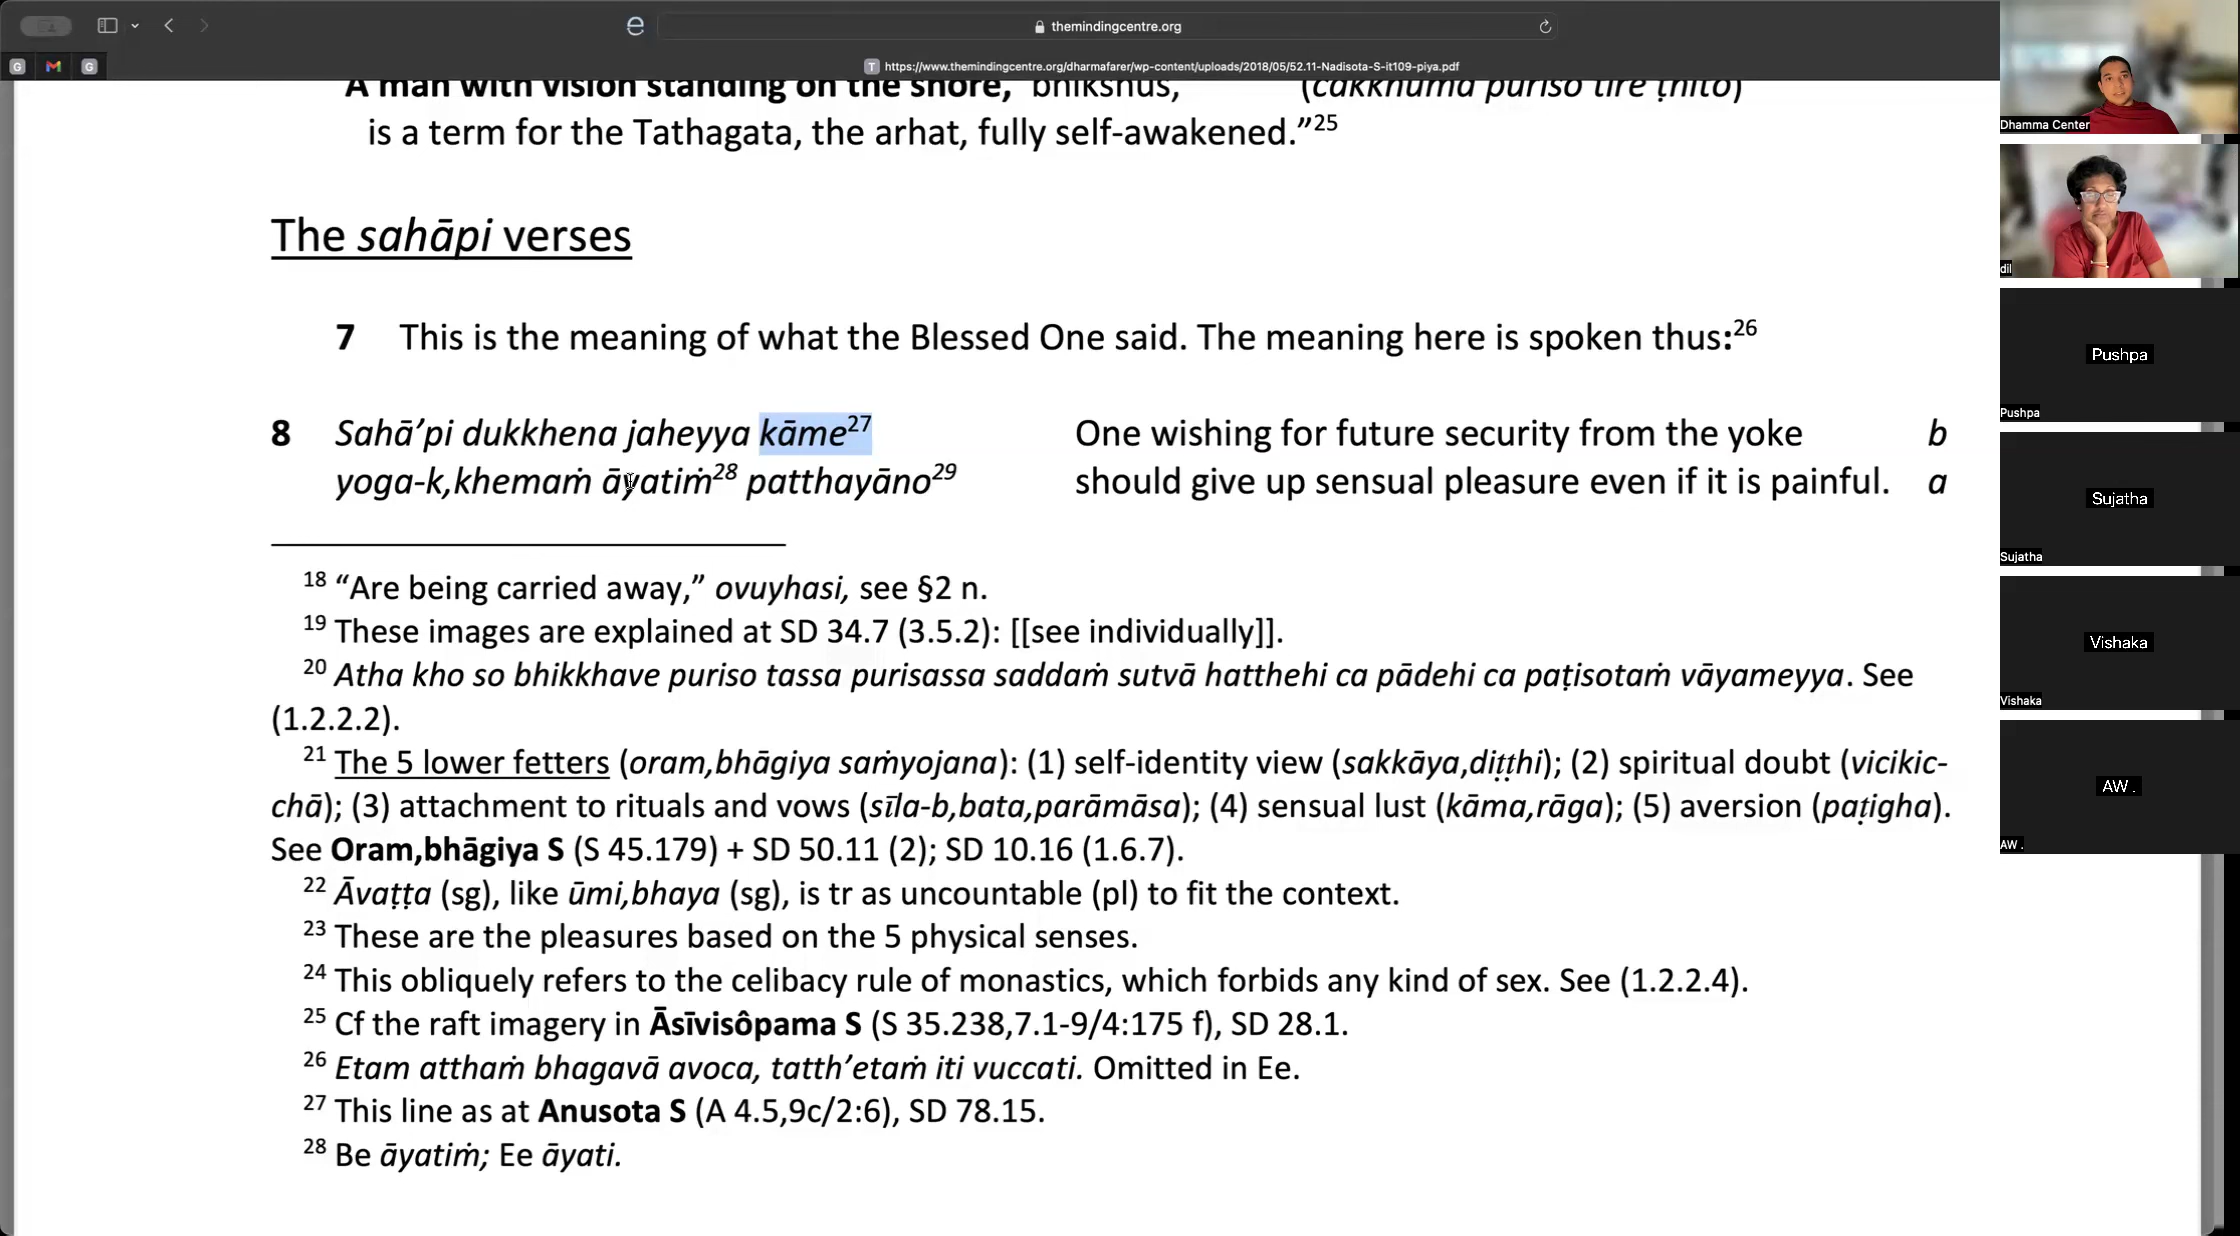 themindingcentre.org
https://www.themindingcentre.org/dharmafarer/wp-content/uploads/2018/05/52.11-Nadisota-S-it109-piya.pdf
A man with vision standing on the shore,” bhikshus, (cakkhumā puriso tīre ṭhito)
is a term for the Tathagata, the arhat, fully self-awakened.”25
The sahāpi verses
7 This is the meaning of what the Blessed One said. The meaning here is spoken thus:26
8 Sahā’pi dukkhena jaheyya kāme27 One wishing for future security from the yoke b
yoga-k,khemaṁ āyatiṁ28 patthayāno29 should give up sensual pleasure even if it is painful. a
18 “Are being carried away,” ovuyhasi, see §2 n.
19 These images are explained at SD 34.7 (3.5.2): [[see individually]].
20 Atha kho so bhikkhave puriso tassa purisassa saddaṁ sutvā hatthehi ca pādehi ca paṭisotaṁ vāyameyya. See
(1.2.2.2).
21 The 5 lower fetters (oram,bhāgiya saṁyojana): (1) self-identity view (sakkāya,diṭṭhi); (2) spiritual doubt (vicikic-
chā); (3) attachment to rituals and vows (sīla-b,bata,parāmāsa); (4) sensual lust (kāma,rāga); (5) aversion (paṭigha).
See Oram,bhāgiya S (S 45.179) + SD 50.11 (2); SD 10.16 (1.6.7).
22 Āvaṭṭa (sg), like ūmi,bhaya (sg), is tr as uncountable (pl) to fit the context.
23 These are the pleasures based on the 5 physical senses.
24 This obliquely refers to the celibacy rule of monastics, which forbids any kind of sex. See (1.2.2.4).
25 Cf the raft imagery in Āsīvisôpama S (S 35.238,7.1-9/4:175 f), SD 28.1.
26 Etam atthaṁ bhagavā avoca, tatth’etaṁ iti vuccati. Omitted in Ee.
27 This line as at Anusota S (A 4.5,9c/2:6), SD 78.15.
28 Be āyatiṁ; Ee āyati.
Dhamma Center
dil
Pushpa
Pushpa
Sujatha
Sujatha
Vishaka
Vishaka
AW .
AW .